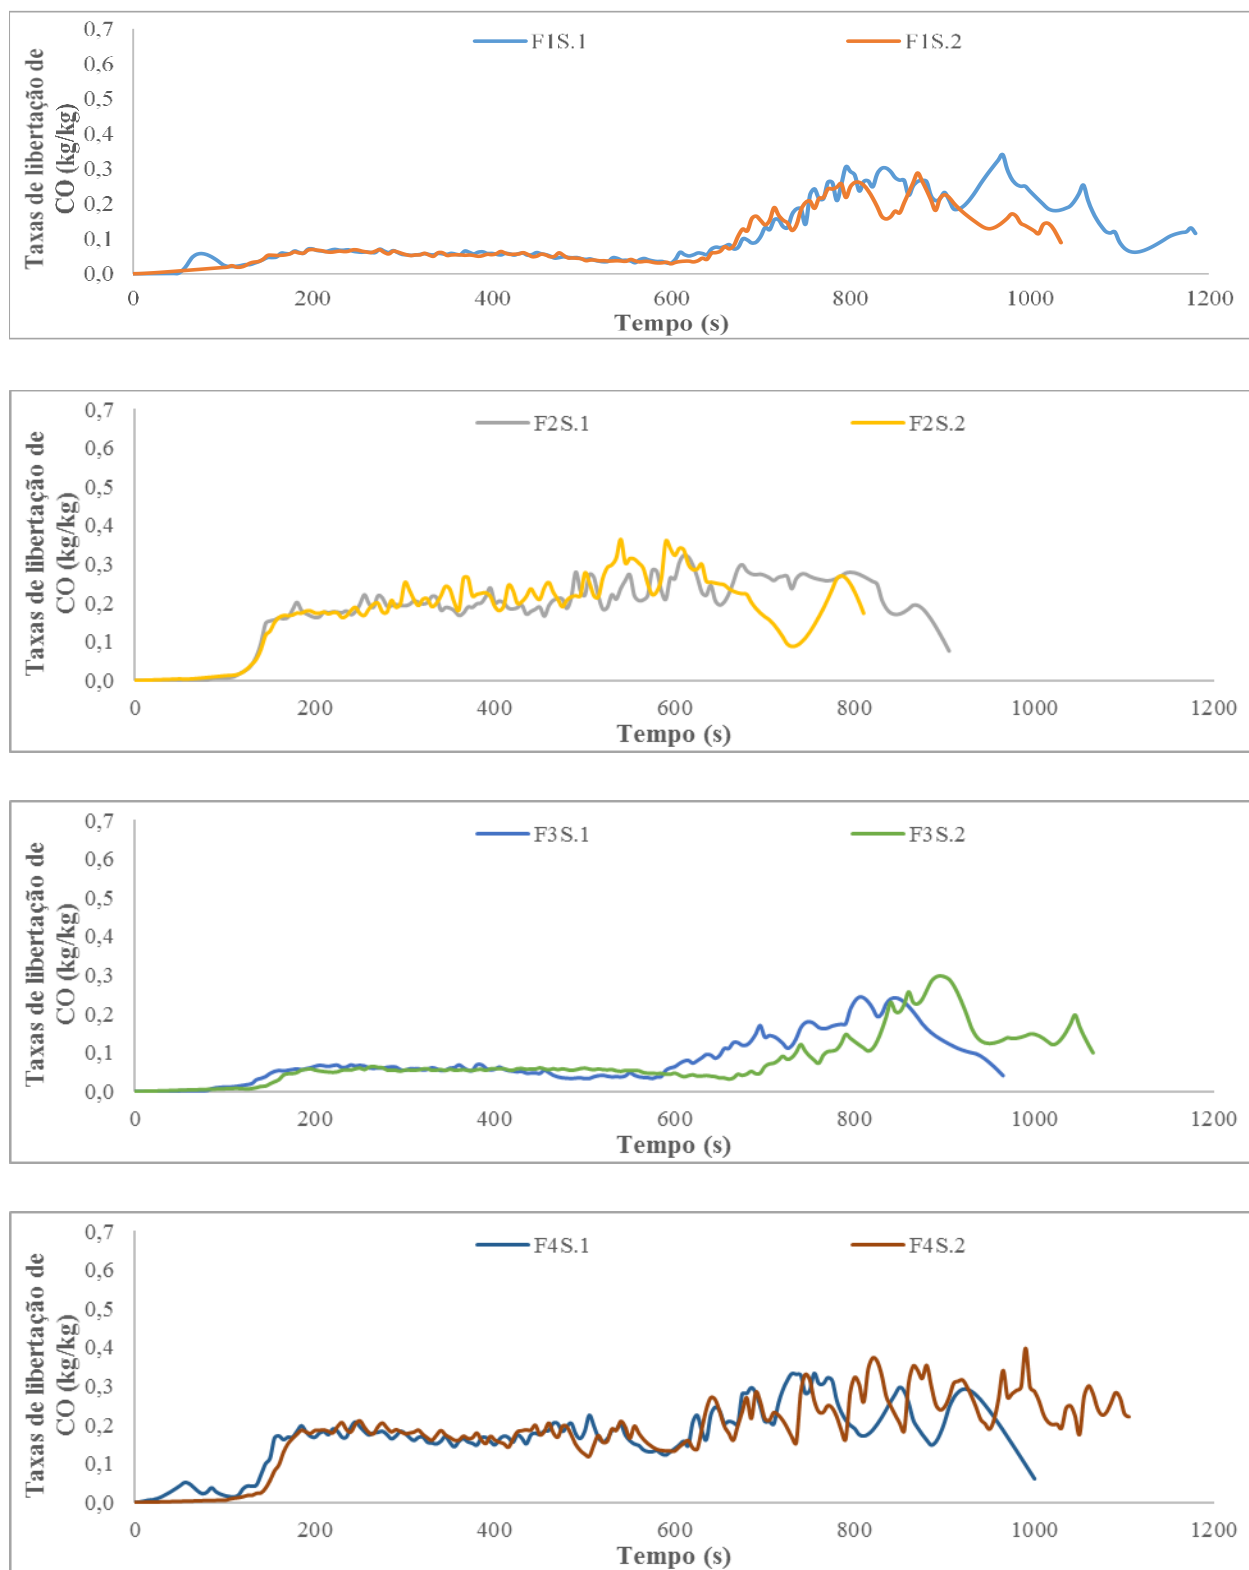 Taxas de libertação de
CO (kg/kg)
0,7
0,6
0,5
0,4
0,3
0,2
0,1
0,0
F1S.1 F1S.2
0 200 400 600 800 1000 1200
Tempo (s)
Taxas de libertação de
CO (kg/kg)
0,7
0,6
0,5
0,4
0,3
0,2
0,1
0,0
F2S.1 F2S.2
0 200 400 600 800 1000 1200
Tempo (s)
Taxas de libertação de
CO (kg/kg)
0,7
0,6
0,5
0,4
0,3
0,2
0,1
0,0
F3S.1 F3S.2
0 200 400 600 800 1000 1200
Tempo (s)
Taxas de libertação de
CO (kg/kg)
0,7
0,6
0,5
0,4
0,3
0,2
0,1
0,0
F4S.1 F4S.2
0 200 400 600 800 1000 1200
Tempo (s)